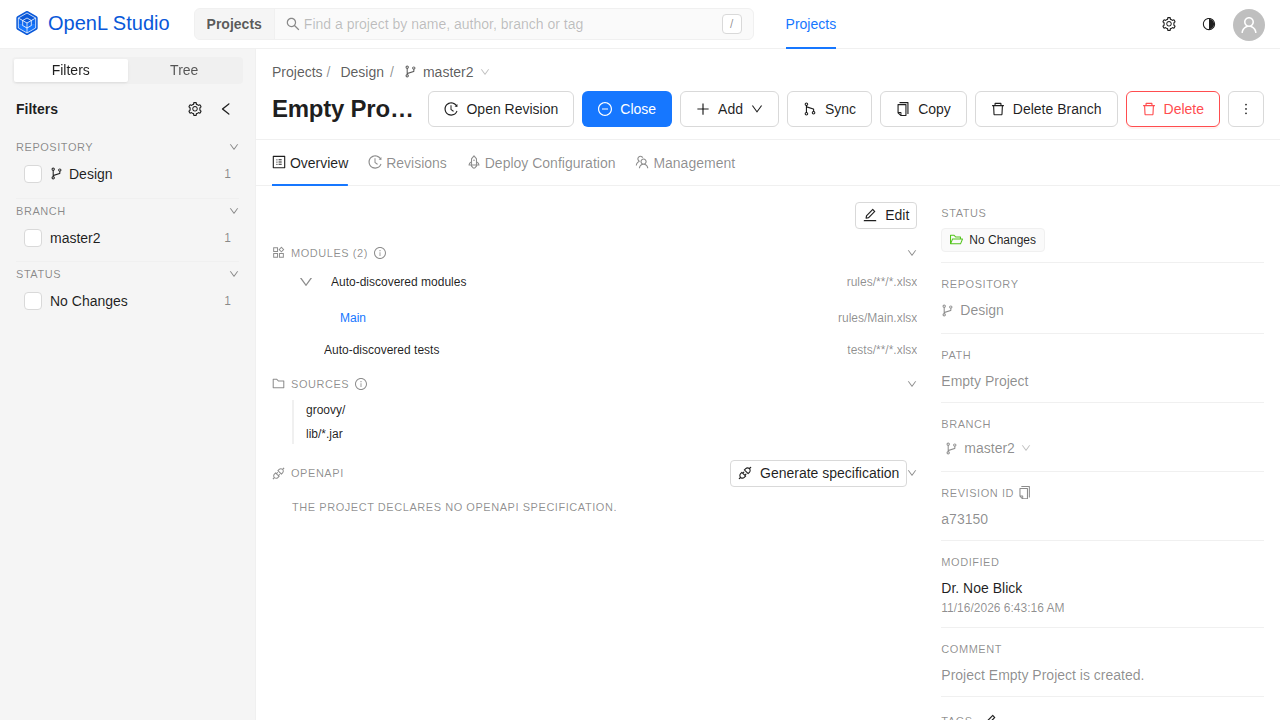 OpenL Studio
Projects
Find a project by name, author, branch or tag
/
Projects
Filters
Tree
Filters
REPOSITORY
Design
1
BRANCH
master2
1
STATUS
No Changes
1
Projects / Design / master2
Empty Pro...
Open Revision
Close
Add
Sync
Copy
Delete Branch
Delete
Overview
Revisions
Deploy Configuration
Management
Edit
MODULES (2)
Auto-discovered modules
rules/**/*.xlsx
Main
rules/Main.xlsx
Auto-discovered tests
tests/**/*.xlsx
SOURCES
groovy/
lib/*.jar
OPENAPI
Generate specification
THE PROJECT DECLARES NO OPENAPI SPECIFICATION.
STATUS
No Changes
REPOSITORY
Design
PATH
Empty Project
BRANCH
master2
REVISION ID
a73150
MODIFIED
Dr. Noe Blick
11/16/2026 6:43:16 AM
COMMENT
Project Empty Project is created.
TAGS